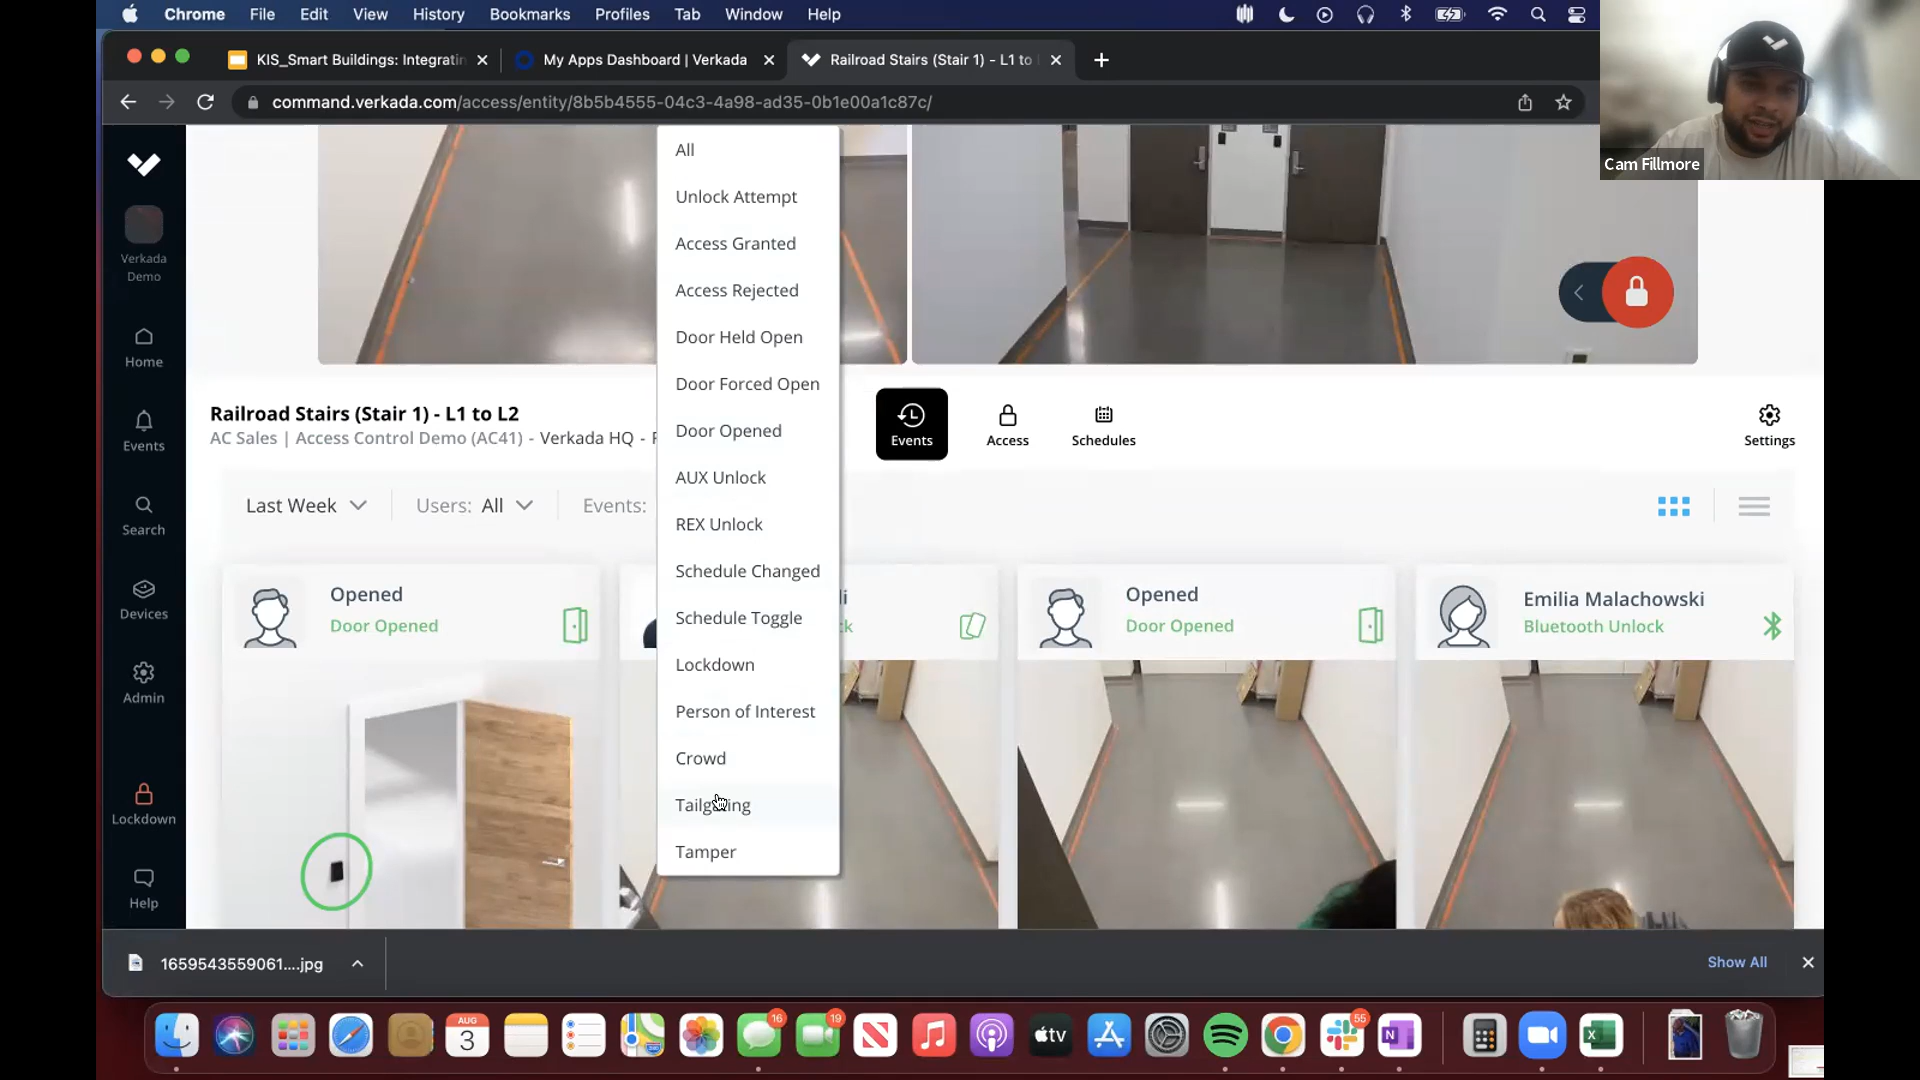 Chrome File Edit View History Bookmarks Profiles Tab Window Help
KIS_Smart Buildings: Integratin
My Apps Dashboard | Verkada
Railroad Stairs (Stair 1) - L1 to
command.verkada.com/access/entity/8b5b4555-04c3-4a98-ad35-0b1e00a1c87c/
Cam Fillmore
Verkada
Demo
Home
Events
Search
Devices
Admin
Lockdown
Help
All
Unlock Attempt
Access Granted
Access Rejected
Door Held Open
Door Forced Open
Door Opened
AUX Unlock
REX Unlock
Schedule Changed
Schedule Toggle
Lockdown
Person of Interest
Crowd
Tailgating
Tamper
Railroad Stairs (Stair 1) - L1 to L2
AC Sales | Access Control Demo (AC41) - Verkada HQ -
Events
Access
Schedules
Settings
Last Week
Users: All
Events:
Opened
Door Opened
Opened
Door Opened
Emilia Malachowski
Bluetooth Unlock
1659543559061....jpg
Show All
AUG
3
16
19
tv
55
N
X